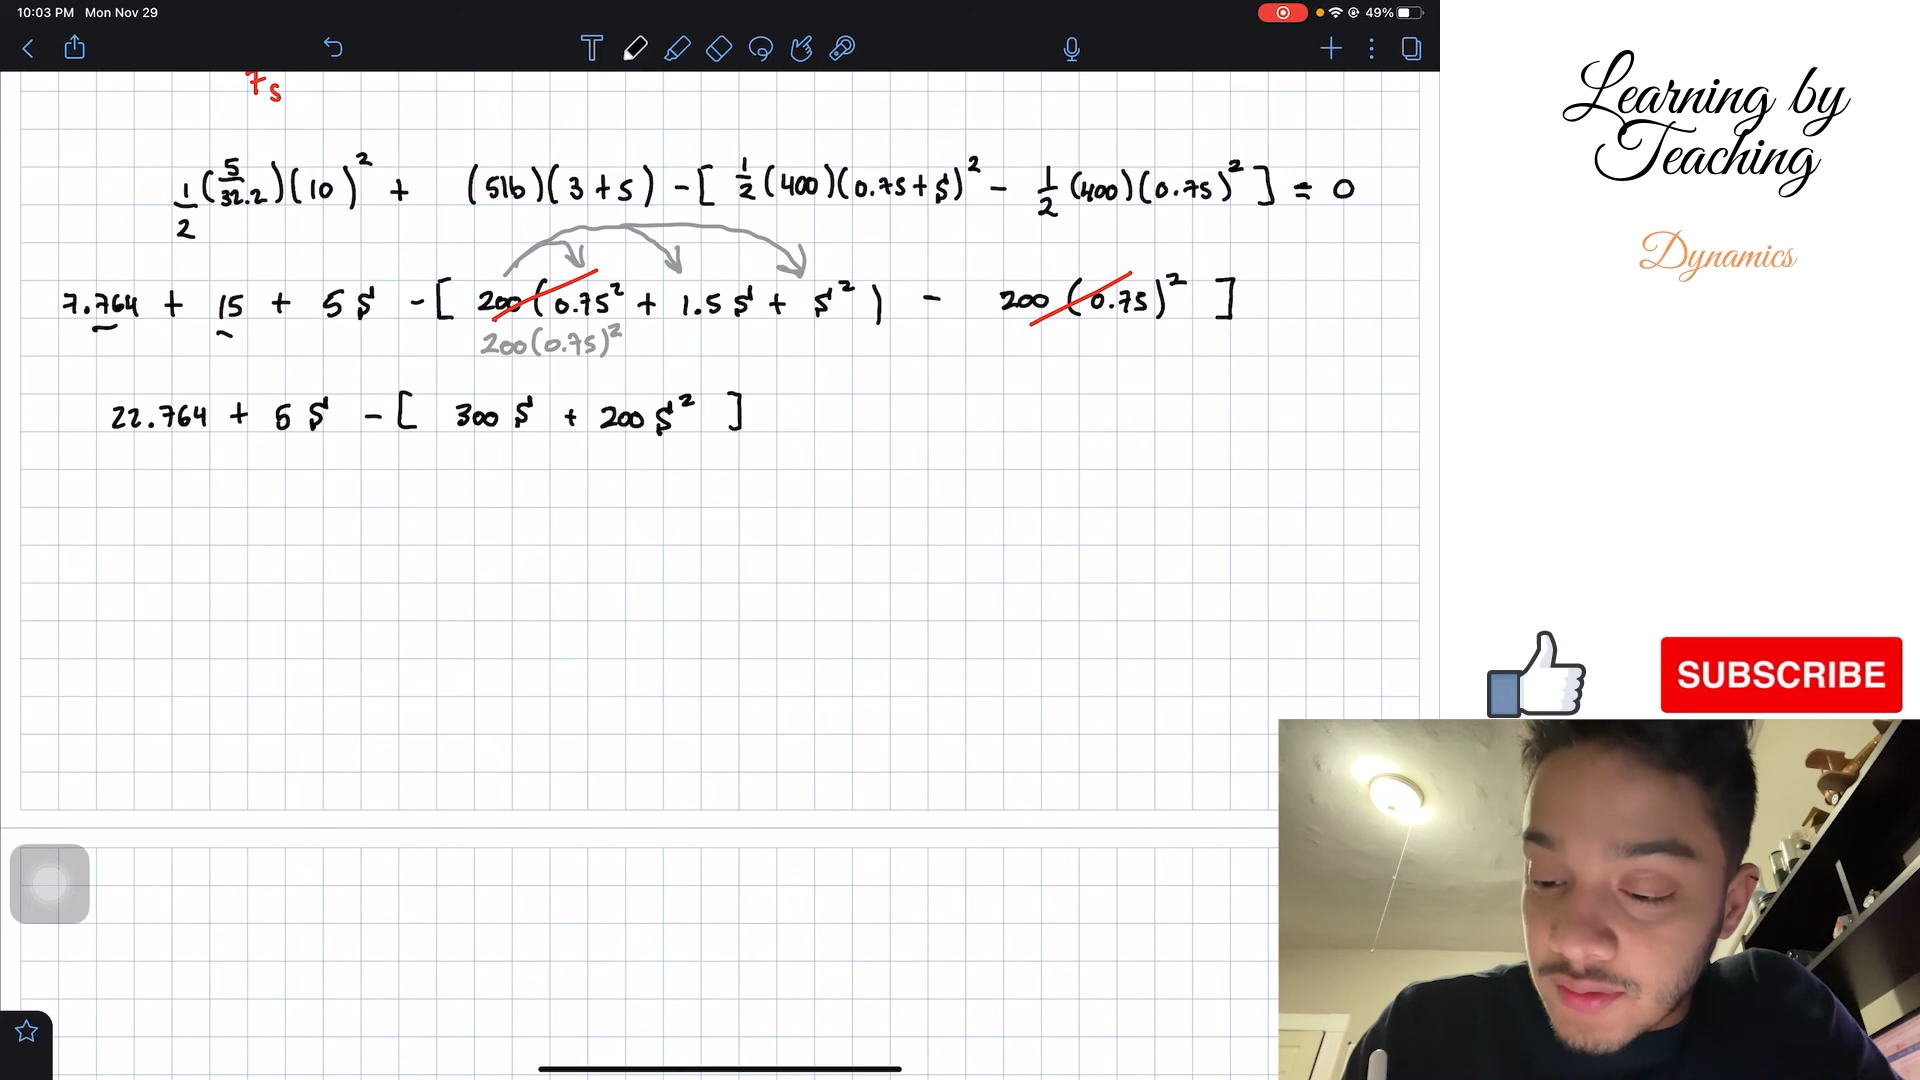 10:03 PM Mon Nov 29
49%
Fs
1/2 (5/32.2)(10)² + (5lb)(3 + s) - [ 1/2 (400)(0.75 + s)² - 1/2 (400)(0.75)² ] = 0
7.764 + 15 + 5 s - [ 200 (0.75² + 1.5 s + s²) - 200 (0.75)² ]
200(0.75)²
22.764 + 5 s - [ 300 s + 200 s² ]
Learning by
Teaching
Dynamics
SUBSCRIBE